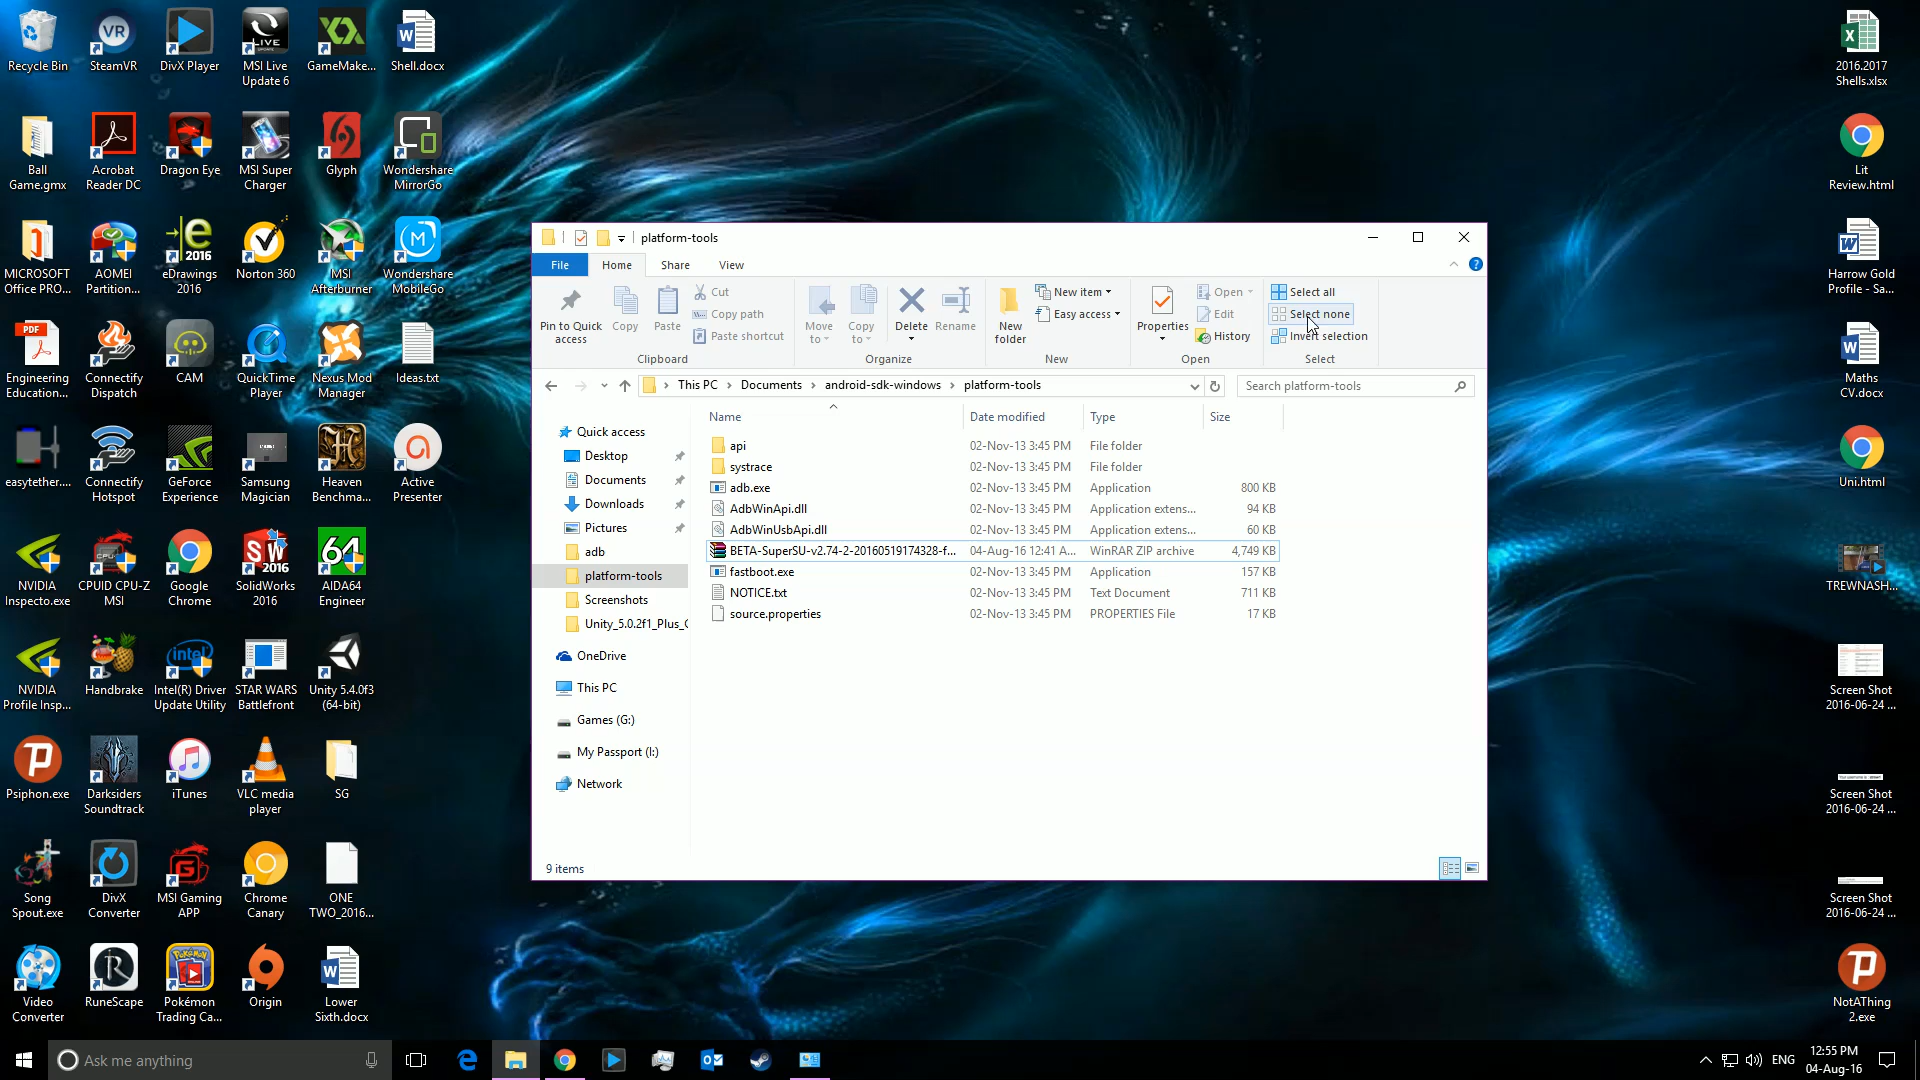 Recycle Bin
SteamVR
DivX Player
MSI Live
Update 6
GameMake...
Shell.docx
Ball
Game.gmx
Acrobat
Reader DC
Dragon Eye
MSI Super
Charger
Glyph
Wondershare
MirrorGo
MICROSOFT
Office PRO...
AOMEI
Partition...
eDrawings
2016
Norton 360
MSI
Afterburner
Wondershare
MobileGo
Engineering
Education...
Connectify
Dispatch
CAM
QuickTime
Player
Nexus Mod
Manager
Ideas.txt
easytether....
Connectify
Hotspot
GeForce
Experience
Samsung
Magician
Heaven
Benchma...
Active
Presenter
NVIDIA
Inspecto.exe
CPUID CPU-Z
MSI
Google
Chrome
SolidWorks
2016
AIDA64
Engineer
NVIDIA
Profile Insp...
Handbrake
Intel(R) Driver
Update Utility
STAR WARS
Battlefront
Unity 5.4.0f3
(64-bit)
Psiphon.exe
Darksiders
Soundtrack
iTunes
VLC media
player
SG
Song
Spout.exe
DivX
Converter
MSI Gaming
APP
Chrome
Canary
ONE
TWO_2016...
Video
Converter
RuneScape
Pokémon
Trading Ca...
Origin
Lower
Sixth.docx
platform-tools
File
Home
Share
View
Pin to Quick
access
Copy
Paste
Cut
Copy path
Paste shortcut
Clipboard
Move
to
Copy
to
Delete
Rename
Organize
New
folder
New item
Easy access
New
Properties
Open
Edit
History
Open
Select all
Select none
Invert selection
Select
This PC > Documents > android-sdk-windows > platform-tools
Search platform-tools
Name Date modified Type Size
Quick access
Desktop
Documents
Downloads
Pictures
adb
platform-tools
Screenshots
Unity_5.0.2f1_Plus_C
OneDrive
This PC
Games (G:)
My Passport (I:)
Network
api 02-Nov-13 3:45 PM File folder
systrace 02-Nov-13 3:45 PM File folder
adb.exe 02-Nov-13 3:45 PM Application 800 KB
AdbWinApi.dll 02-Nov-13 3:45 PM Application extens... 94 KB
AdbWinUsbApi.dll 02-Nov-13 3:45 PM Application extens... 60 KB
BETA-SuperSU-v2.74-2-20160519174328-f... 04-Aug-16 12:41 A... WinRAR ZIP archive 4,749 KB
fastboot.exe 02-Nov-13 3:45 PM Application 157 KB
NOTICE.txt 02-Nov-13 3:45 PM Text Document 711 KB
source.properties 02-Nov-13 3:45 PM PROPERTIES File 17 KB
9 items
2016.2017
Shells.xlsx
Lit
Review.html
Harrow Gold
Profile - Sa...
Maths
CV.docx
Uni.html
TREWNASH...
Screen Shot
2016-06-24 ...
Screen Shot
2016-06-24 ...
Screen Shot
2016-06-24 ...
NotAThing
2.exe
Ask me anything
ENG
12:55 PM
04-Aug-16